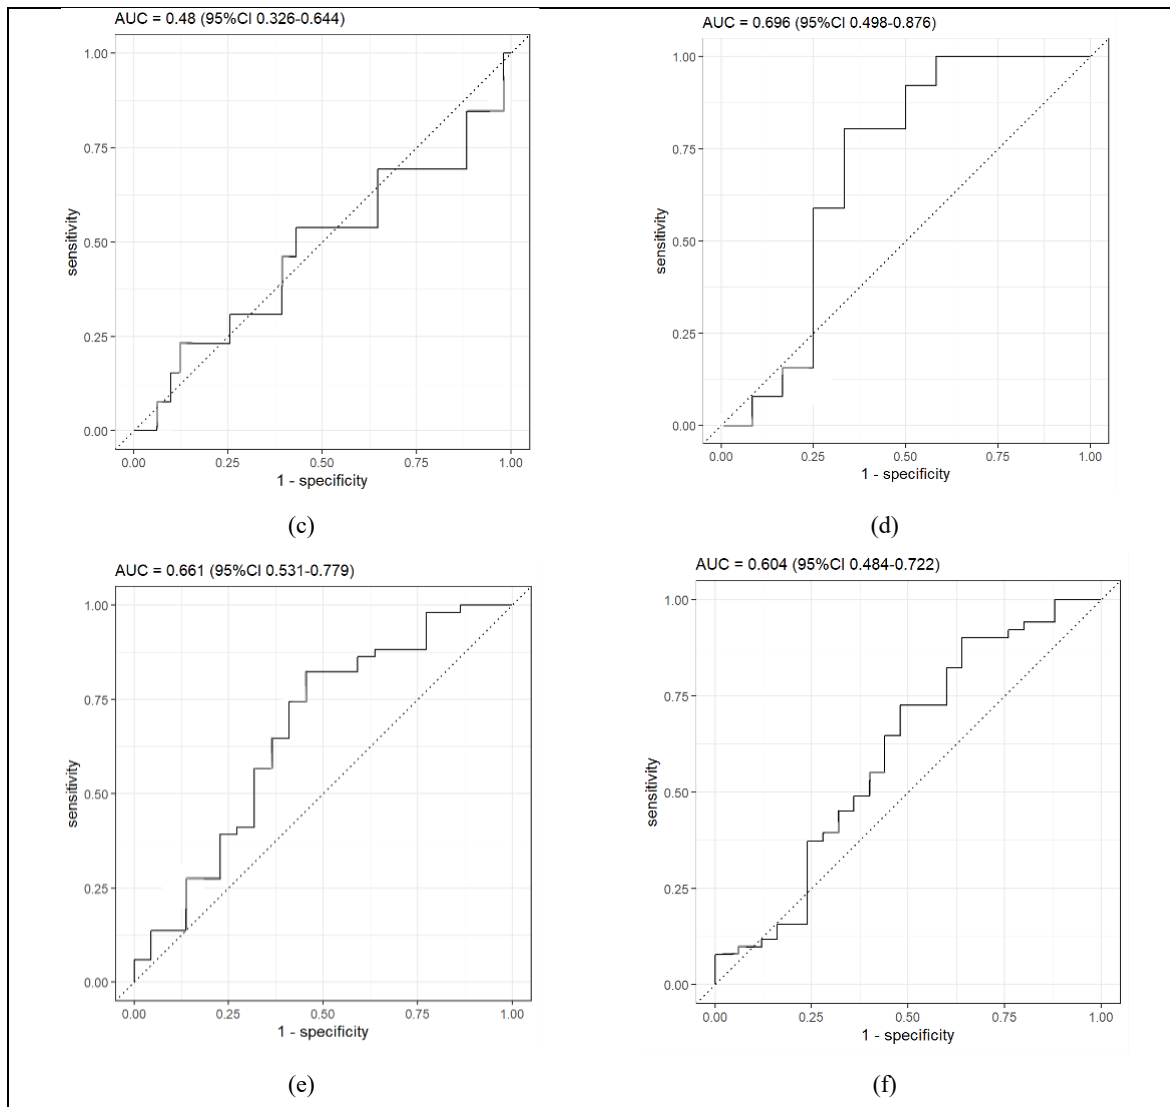 AUC = 0.48 (95%CI 0.326-0.644)
1.00
0.75
0.50
0.25
0.00
sensitivity
0.00 0.25 0.50 0.75 1.00
1 - specificity
(c)
AUC = 0.696 (95%CI 0.498-0.876)
1.00
0.75
0.50
0.25
0.00
sensitivity
0.00 0.25 0.50 0.75 1.00
1 - specificity
(d)
AUC = 0.661 (95%CI 0.531-0.779)
1.00
0.75
0.50
0.25
0.00
sensitivity
0.00 0.25 0.50 0.75 1.00
1 - specificity
(e)
AUC = 0.604 (95%CI 0.484-0.722)
1.00
0.75
0.50
0.25
0.00
sensitivity
0.00 0.25 0.50 0.75 1.00
1 - specificity
(f)